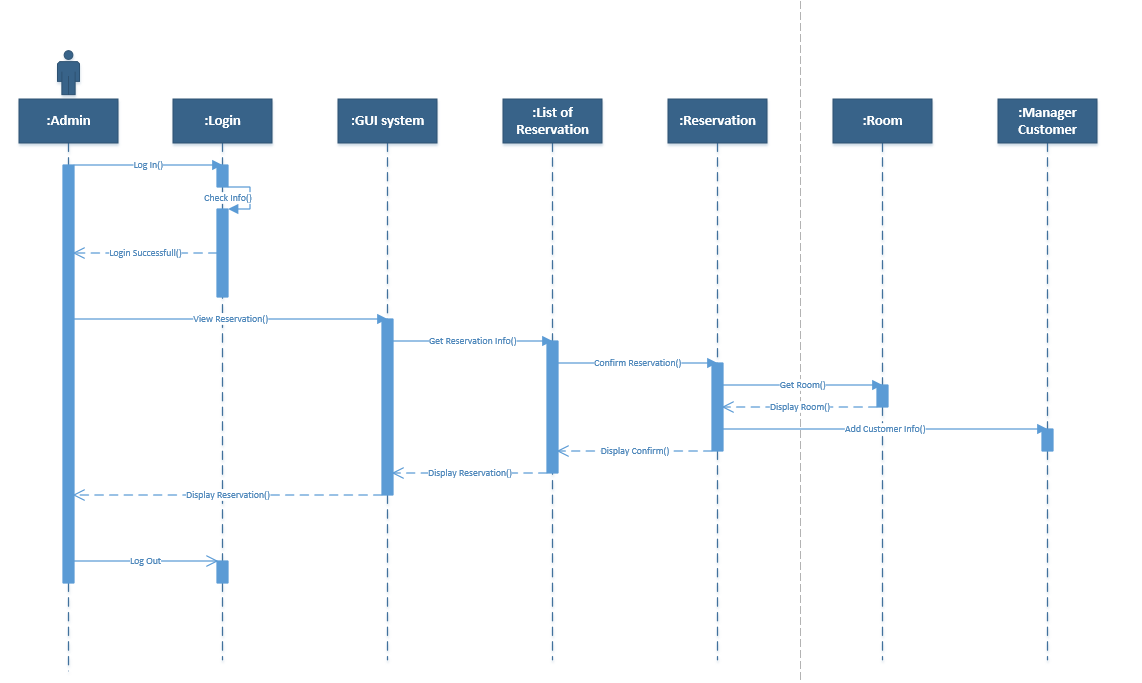 :Admin
:Login
:GUI system
:List of
Reservation
:Reservation
:Room
:Manager
Customer
Log In()
Check Info()
Login Successfull()
View Reservation()
Get Reservation Info()
Confirm Reservation()
Get Room()
Display Room()
Add Customer Info()
Display Confirm()
Display Reservation()
Display Reservation()
Log Out